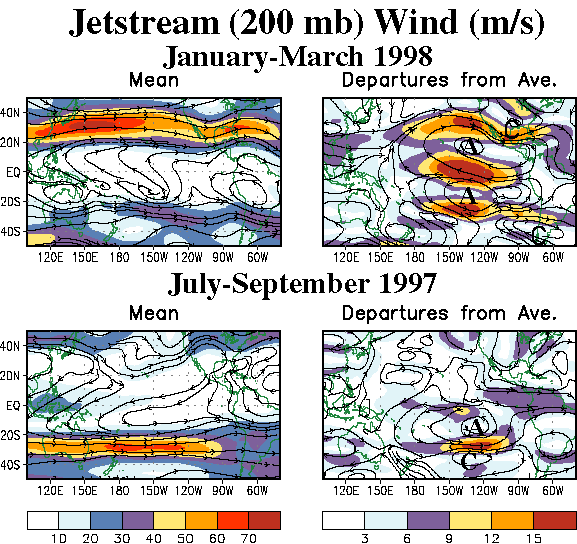 Jetstream (200 mb) Wind (m/s)
January-March 1998
Mean Departures from Ave.
40N
20N
EQ
20S
40S
A
C
A
C
120E 150E 180 150W 120W 90W 60W 120E 150E 180 150W 120W 90W 60W
July-September 1997
Mean Departures from Ave.
40N
20N
EQ
20S
40S
A
C
120E 150E 180 150W 120W 90W 60W 120E 150E 180 150W 120W 90W 60W
10 20 30 40 50 60 70 3 6 9 12 15